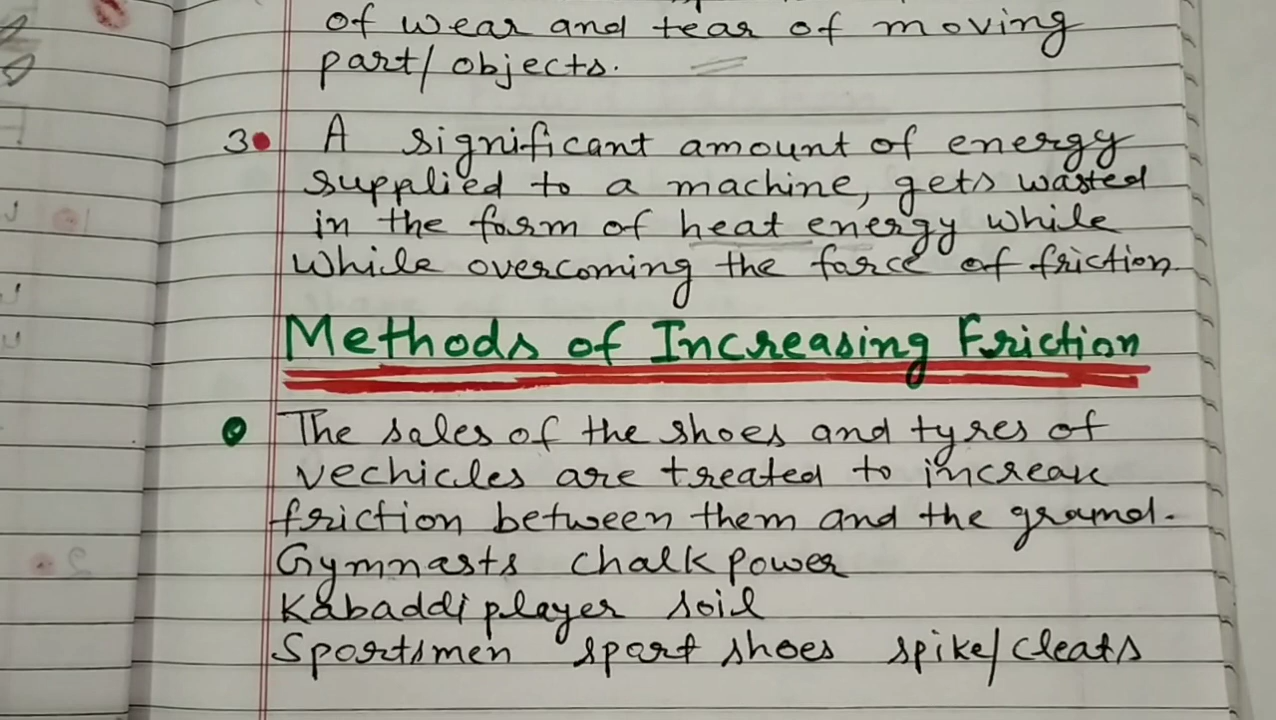 of wear and tear of moving
part/objects.
3. A significant amount of energy
supplied to a machine, gets wasted
in the form of heat energy while
while overcoming the force of friction
Methods of Increasing Friction
The soles of the shoes and tyres of
vechicles are treated to increase
friction between them and the ground.
Gymnasts chalk power
Kabaddi player soil
Sportsmen sport shoes spike/cleats